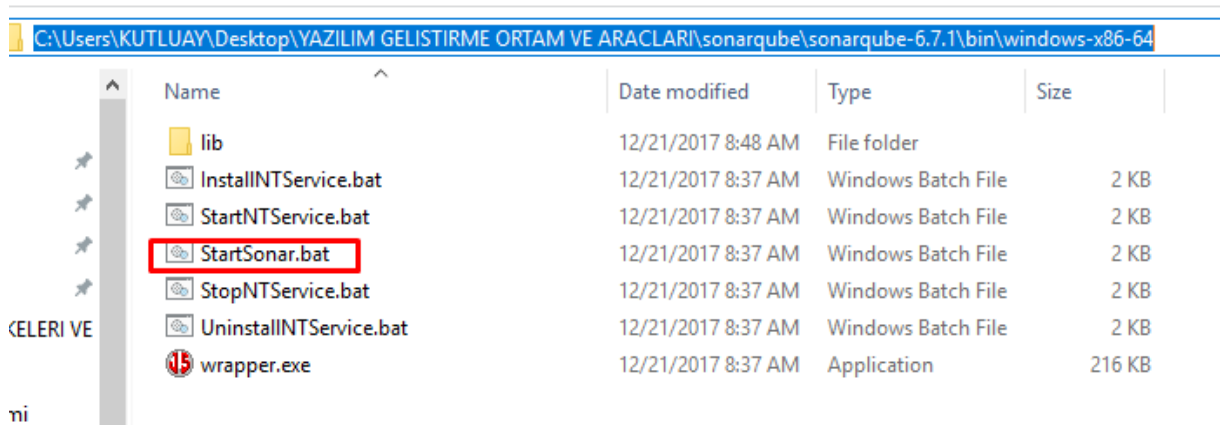 C:\Users\KUTLUAY\Desktop\YAZILIM GELISTIRME ORTAM VE ARACLARI\sonarqube\sonarqube-6.7.1\bin\windows-x86-64
Name Date modified Type Size
lib 12/21/2017 8:48 AM File folder
InstallNTService.bat 12/21/2017 8:37 AM Windows Batch File 2 KB
StartNTService.bat 12/21/2017 8:37 AM Windows Batch File 2 KB
StartSonar.bat 12/21/2017 8:37 AM Windows Batch File 2 KB
StopNTService.bat 12/21/2017 8:37 AM Windows Batch File 2 KB
KELERI VE UninstallNTService.bat 12/21/2017 8:37 AM Windows Batch File 2 KB
wrapper.exe 12/21/2017 8:37 AM Application 216 KB
mi